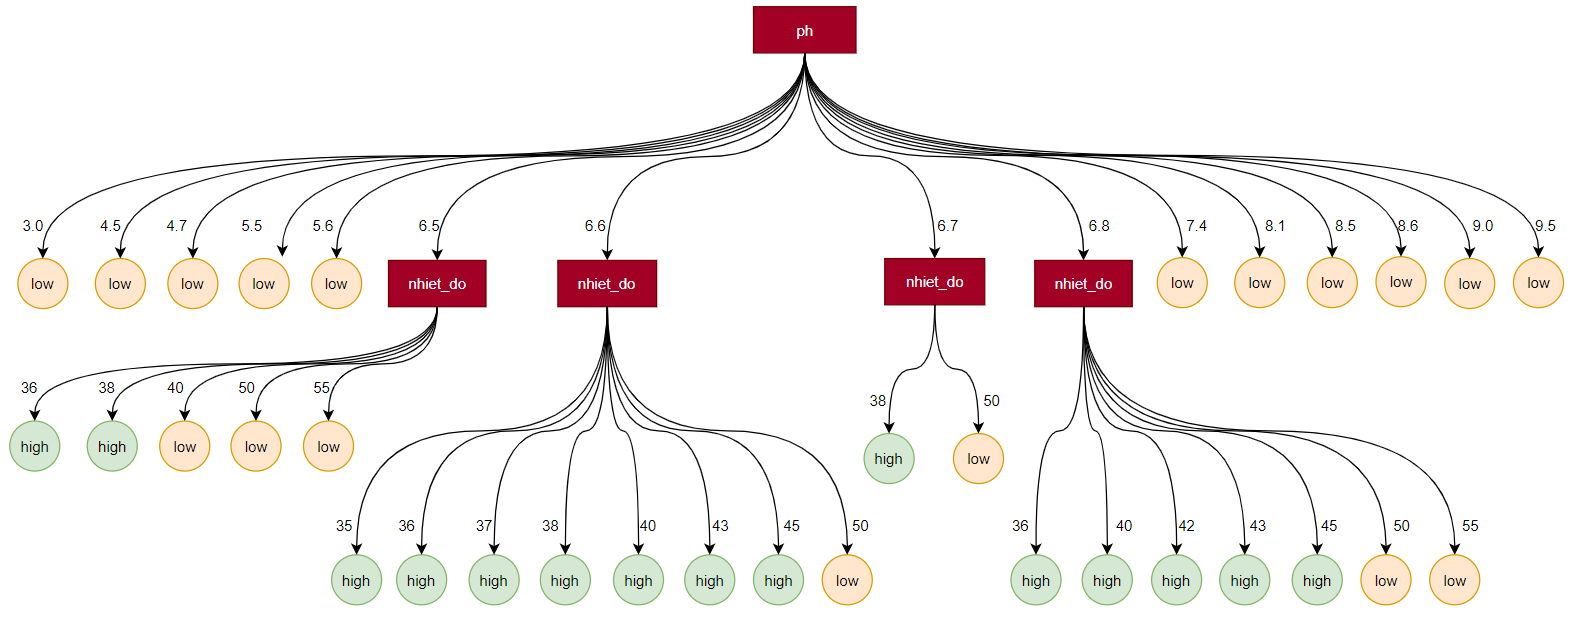 ph
3.0 4.5 4.7 5.5 5.6 6.5 6.6 6.7 6.8 7.4 8.1 8.5 8.6 9.0 9.5
low low low low low nhiet_do nhiet_do nhiet_do nhiet_do low low low low low low
36 38 40 50 55 38 50
high high low low low high low
35 36 37 38 40 43 45 50 36 40 42 43 45 50 55
high high high high high high high low high high high high high low low